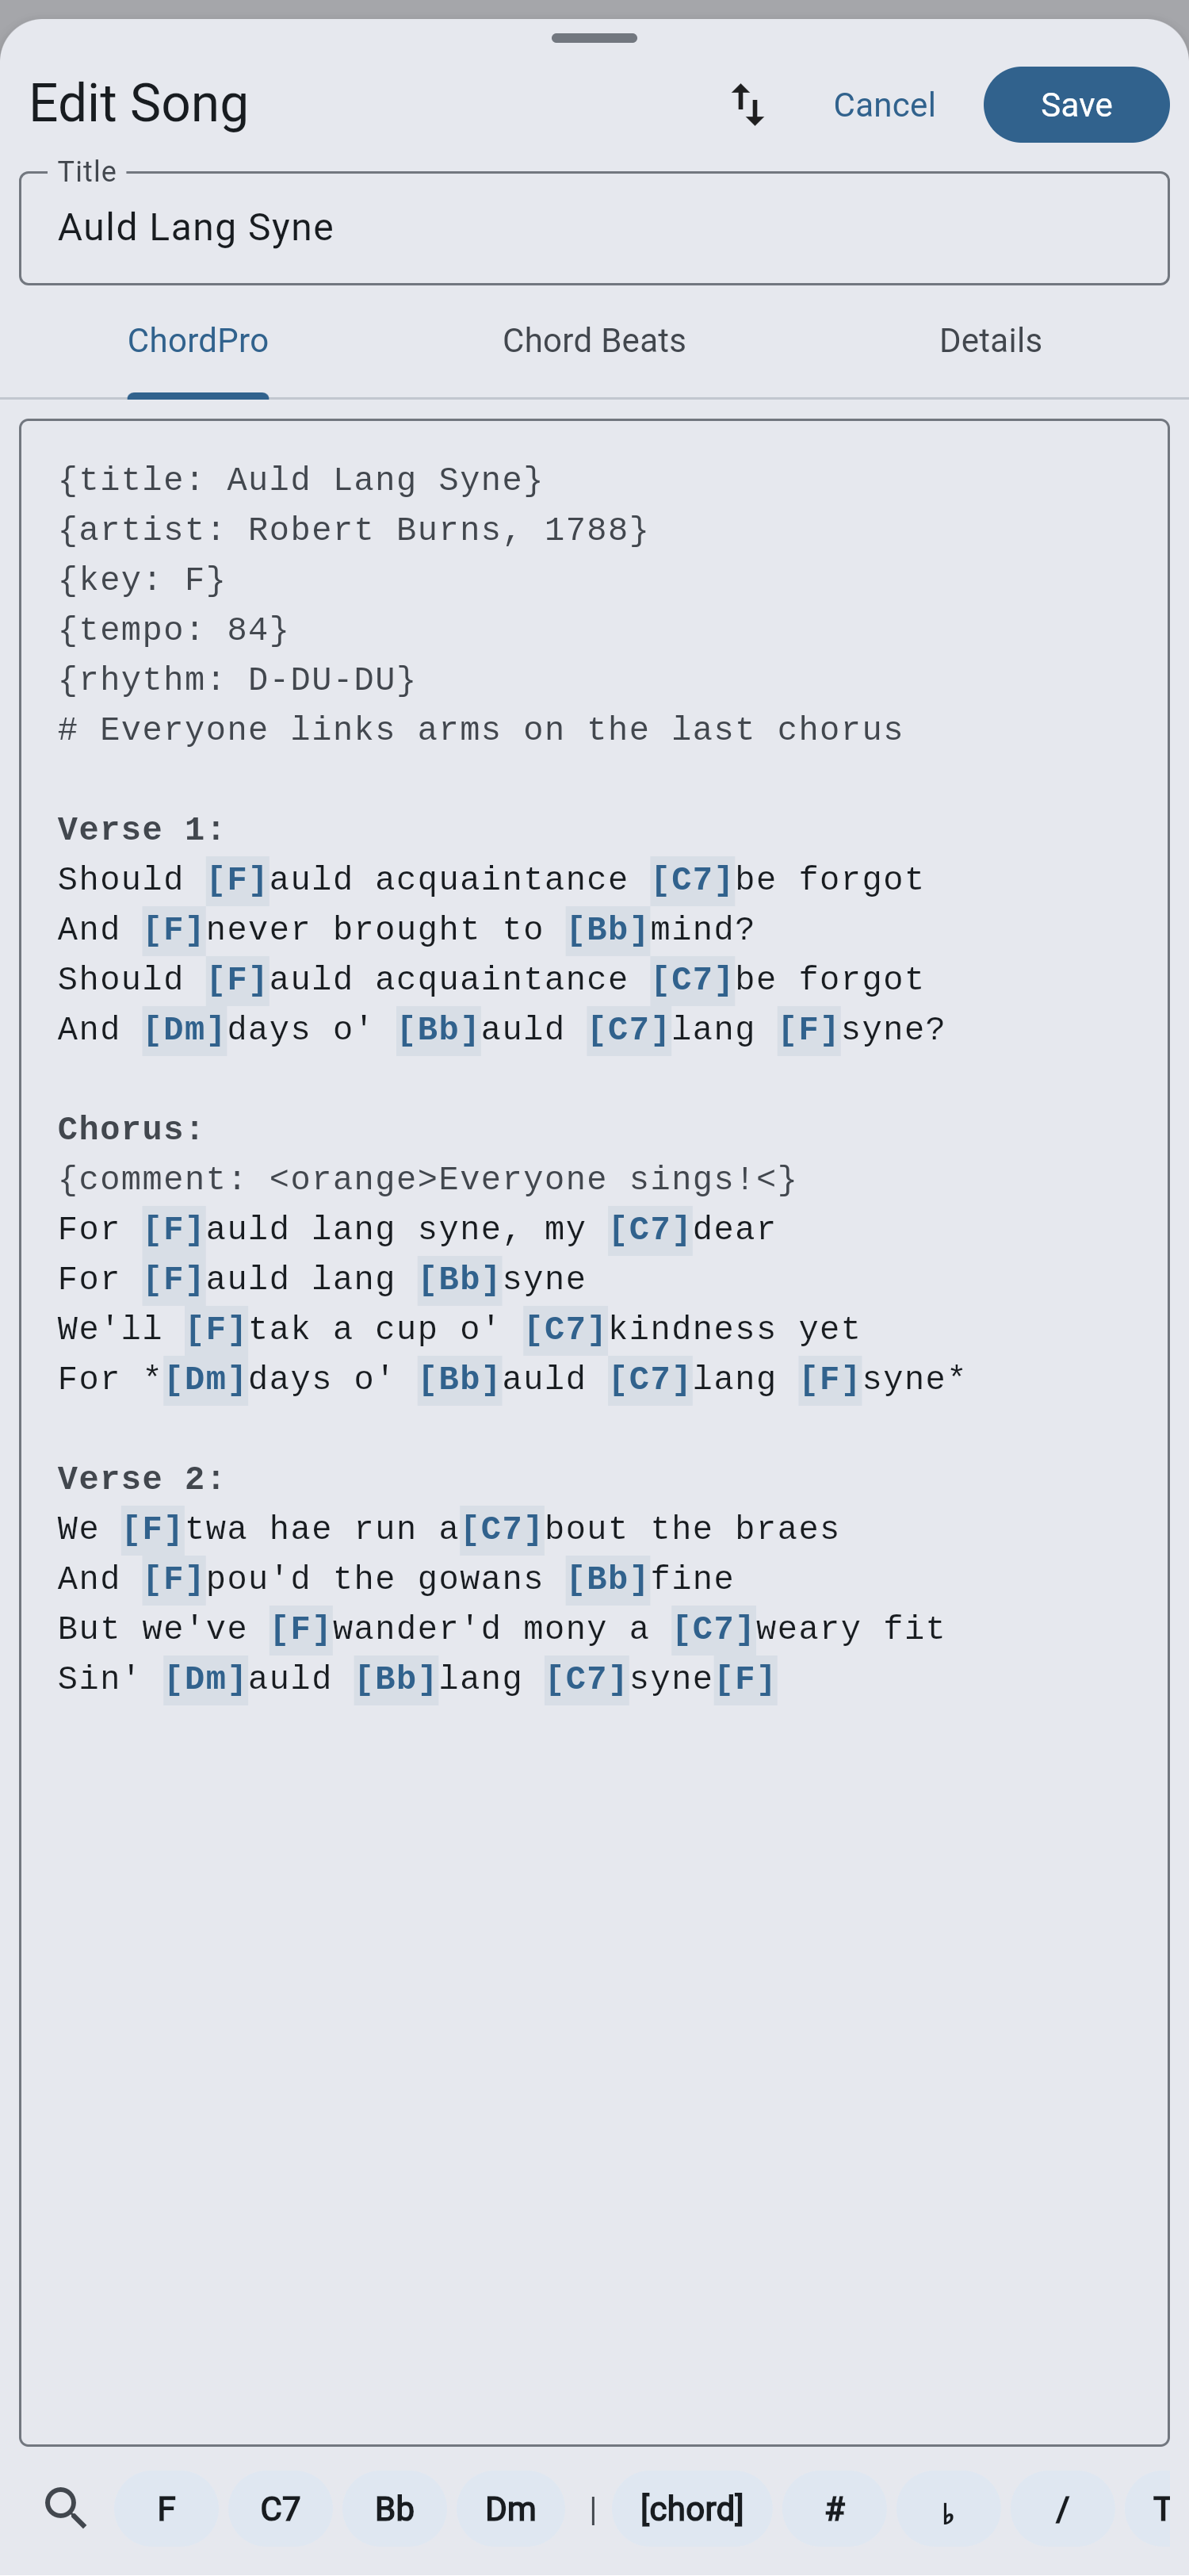 Edit Song
Cancel
Save
Title
Auld Lang Syne
ChordPro
Chord Beats
Details
{title: Auld Lang Syne}
{artist: Robert Burns, 1788}
{key: F}
{tempo: 84}
{rhythm: D-DU-DU}
# Everyone links arms on the last chorus
Verse 1:
Should [F]auld acquaintance [C7]be forgot
And [F]never brought to [Bb]mind?
Should [F]auld acquaintance [C7]be forgot
And [Dm]days o' [Bb]auld [C7]lang [F]syne?
Chorus:
{comment: <orange>Everyone sings!<}
For [F]auld lang syne, my [C7]dear
For [F]auld lang [Bb]syne
We'll [F]tak a cup o' [C7]kindness yet
For *[Dm]days o' [Bb]auld [C7]lang [F]syne*
Verse 2:
We [F]twa hae run a[C7]bout the braes
And [F]pou'd the gowans [Bb]fine
But we've [F]wander'd mony a [C7]weary fit
Sin' [Dm]auld [Bb]lang [C7]syne[F]
F C7 Bb Dm | [chord] # ♭ / T